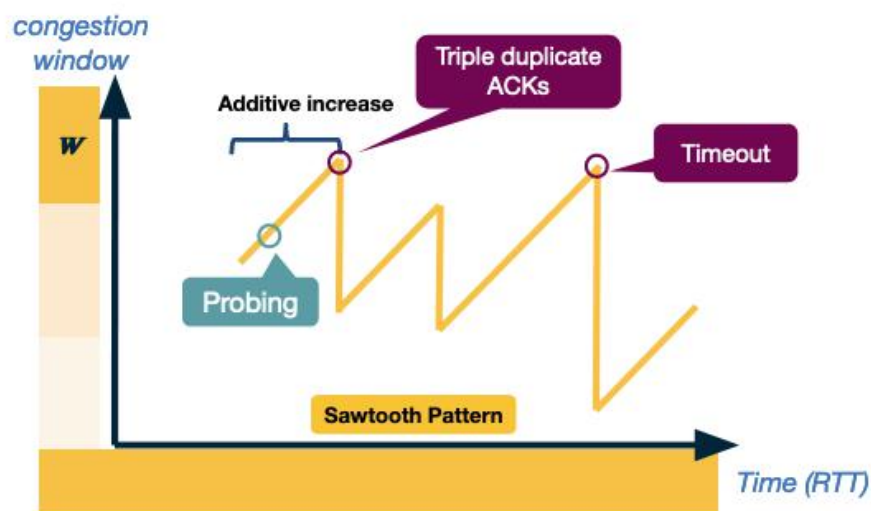 congestion
window
Triple duplicate
ACKs
Additive increase
W
Timeout
Probing
Sawtooth Pattern
Time (RTT)